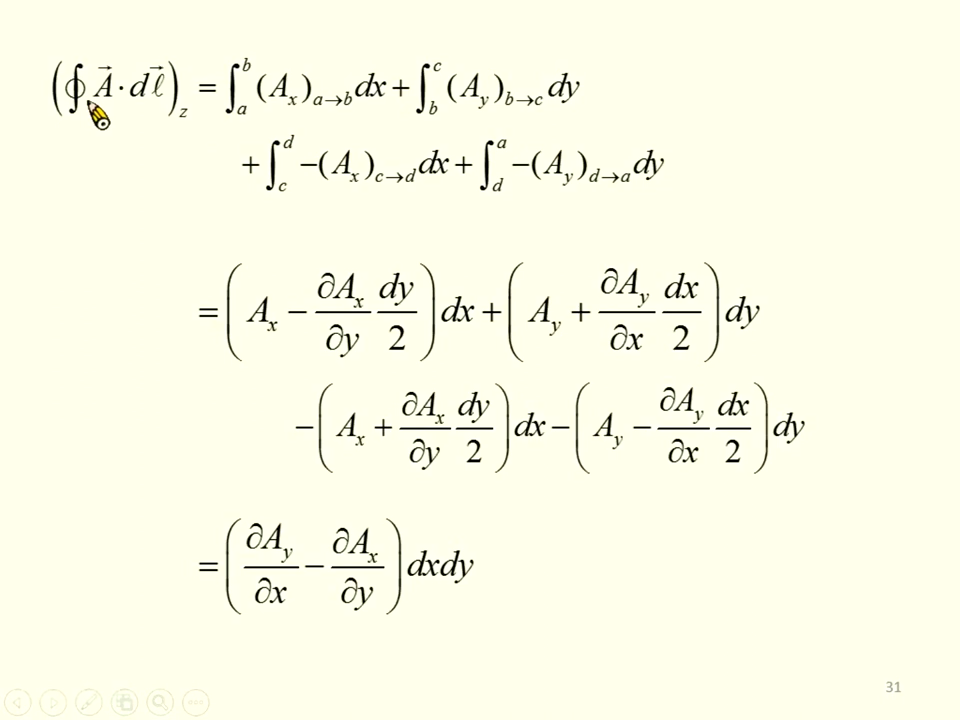 (∮ A⃗ · dℓ⃗)_z = ∫_a^b (A_x)_{a→b} dx + ∫_b^c (A_y)_{b→c} dy
+ ∫_c^d −(A_x)_{c→d} dx + ∫_d^a −(A_y)_{d→a} dy
= (A_x − ∂A_x/∂y dy/2) dx + (A_y + ∂A_y/∂x dx/2) dy
− (A_x + ∂A_x/∂y dy/2) dx − (A_y − ∂A_y/∂x dx/2) dy
= (∂A_y/∂x − ∂A_x/∂y) dxdy
31